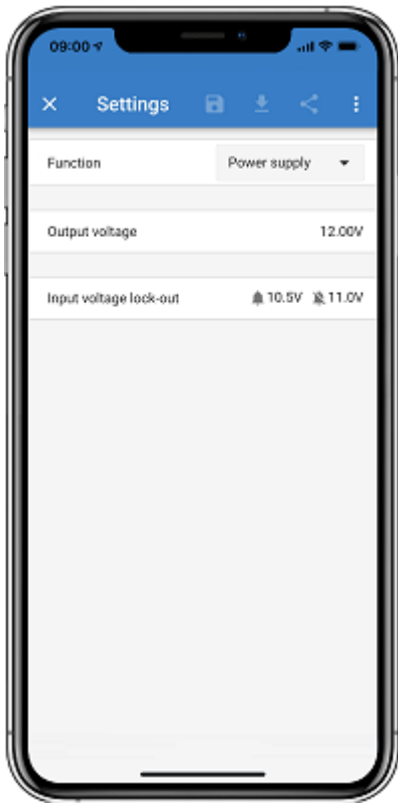 09:00
Settings
Function Power supply
Output voltage 12.00V
Input voltage lock-out 10.5V 11.0V